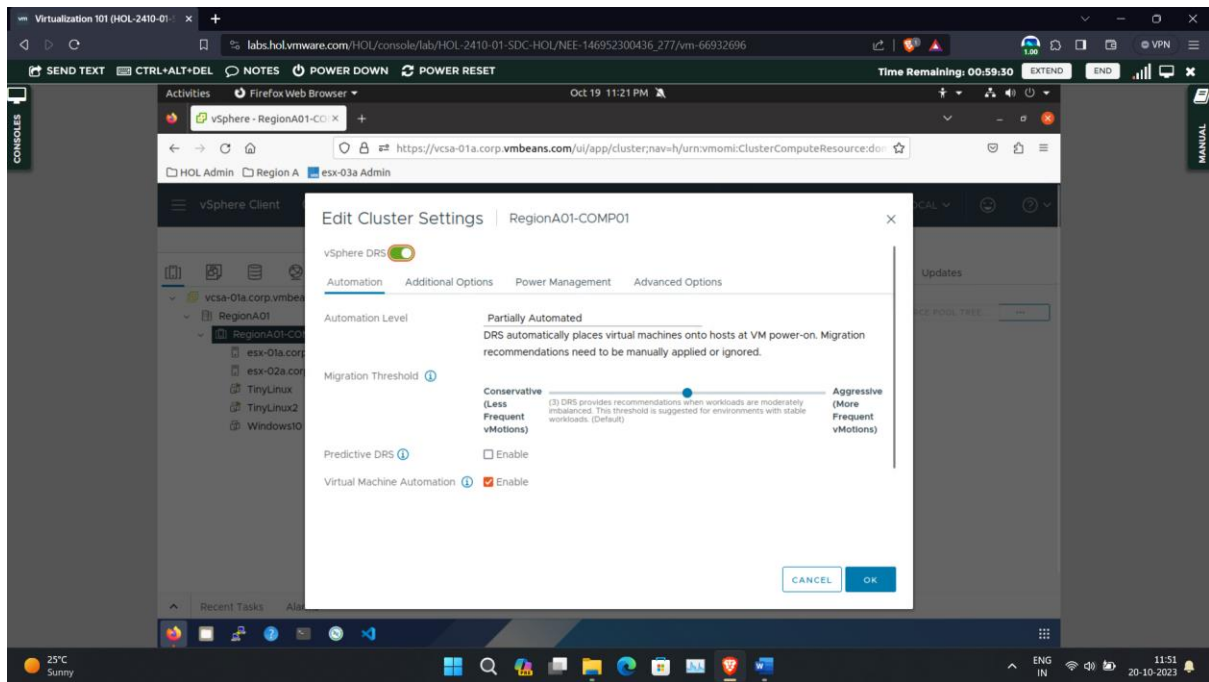 vm Virtualization 101 (HOL-2410-01-
labs.hol.vmware.com/HOL/console/lab/HOL-2410-01-SDC-HOL/NEE-146952300436_277/vm-66932696
1.00
VPN
SEND TEXT CTRL+ALT+DEL NOTES POWER DOWN POWER RESET Time Remaining: 00:59:30 EXTEND END
CONSOLES
MANUAL
Activities Firefox Web Browser Oct 19 11:21 PM
vSphere - RegionA01-CO
https://vcsa-01a.corp.vmbeans.com/ui/app/cluster;nav=h/urn:vmomi:ClusterComputeResource:do
HOL Admin Region A esx-03a Admin
vSphere Client
OCAL
Edit Cluster Settings RegionA01-COMP01
vSphere DRS
Automation Additional Options Power Management Advanced Options
Updates
vcsa-01a.corp.vmbea
RegionA01
RegionA01-CO
esx-01a.corp
esx-02a.cor
TinyLinux
TinyLinux2
Windows10
TREE
Automation Level Partially Automated
DRS automatically places virtual machines onto hosts at VM power-on. Migration
recommendations need to be manually applied or ignored.
Migration Threshold
Conservative
(Less
Frequent
vMotions)
(3) DRS provides recommendations when workloads are moderately
imbalanced. This threshold is suggested for environments with stable
workloads. (Default)
Aggressive
(More
Frequent
vMotions)
Predictive DRS Enable
Virtual Machine Automation Enable
CANCEL OK
Recent Tasks Ala
25°C
Sunny
ENG
IN
11:51
20-10-2023